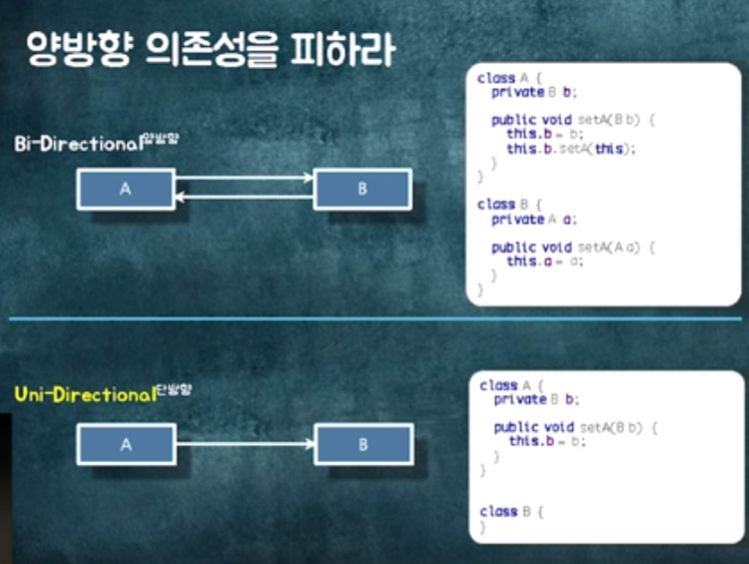 양방향 의존성을 피하라
Bi-Directional양방향
A
B
class A {
private B b;
public void setA(B b) {
this.b = b;
this.b.setA(this);
}
}
class B {
private A a;
public void setA(A a) {
this.a = a;
}
}
Uni-Directional단방향
A
B
class A {
private B b;
public void setA(B b) {
this.b = b;
}
}
class B {
}